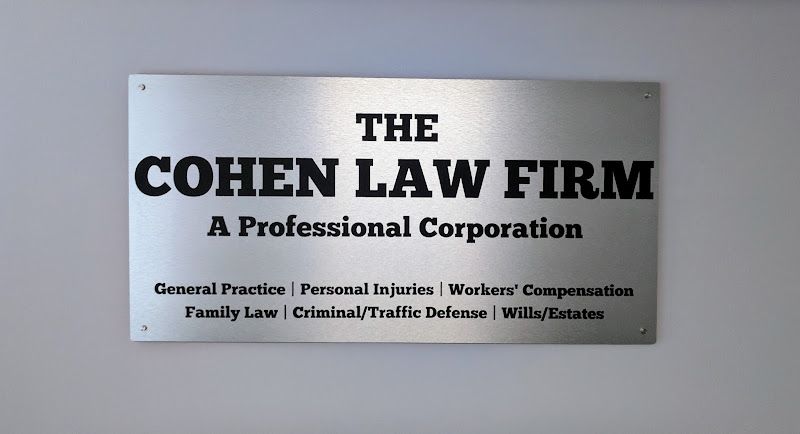 THE
COHEN LAW FIRM
A Professional Corporation
General Practice | Personal Injuries | Workers' Compensation
Family Law | Criminal/Traffic Defense | Wills/Estates